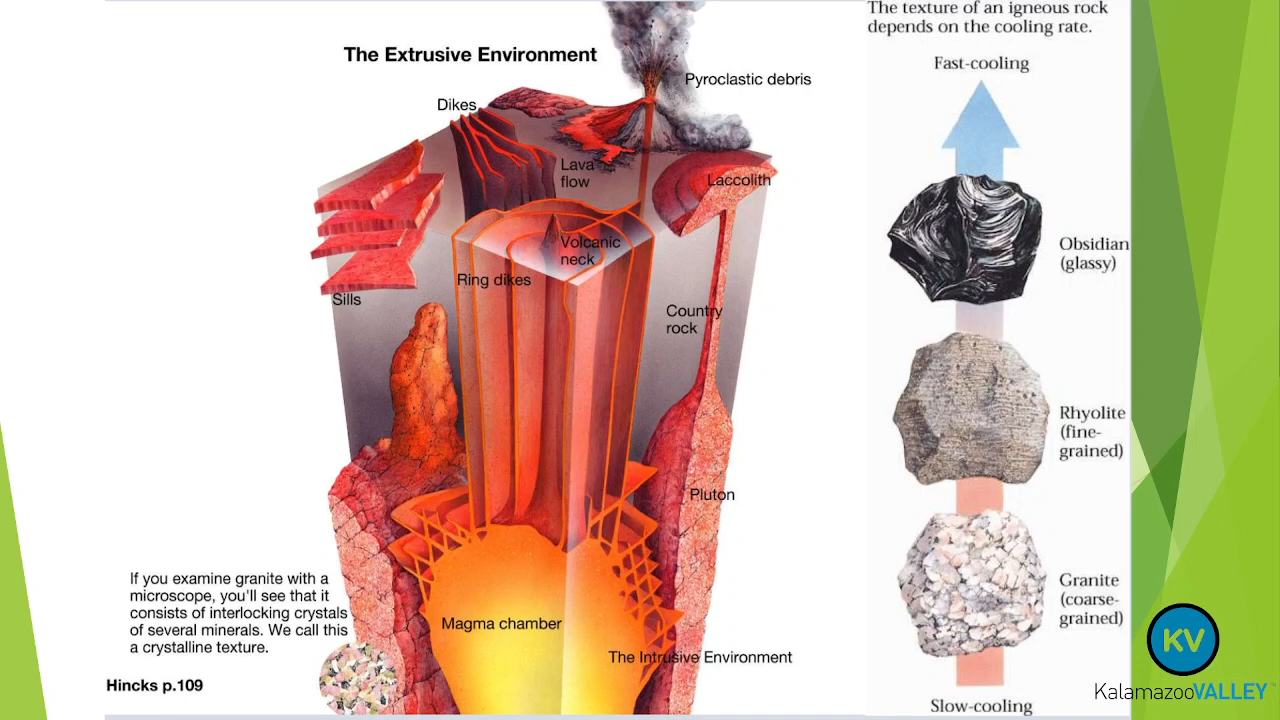 The Extrusive Environment
Pyroclastic debris
Dikes
Lava
flow
Laccolith
Volcanic
neck
Ring dikes
Sills
Country
rock
Pluton
Magma chamber
The Intrusive Environment
If you examine granite with a
microscope, you'll see that it
consists of interlocking crystals
of several minerals. We call this
a crystalline texture.
Hincks p.109
The texture of an igneous rock
depends on the cooling rate.
Fast-cooling
Obsidian
(glassy)
Rhyolite
(fine-
grained)
Granite
(coarse-
grained)
Slow-cooling
KV
KalamazooVALLEY™